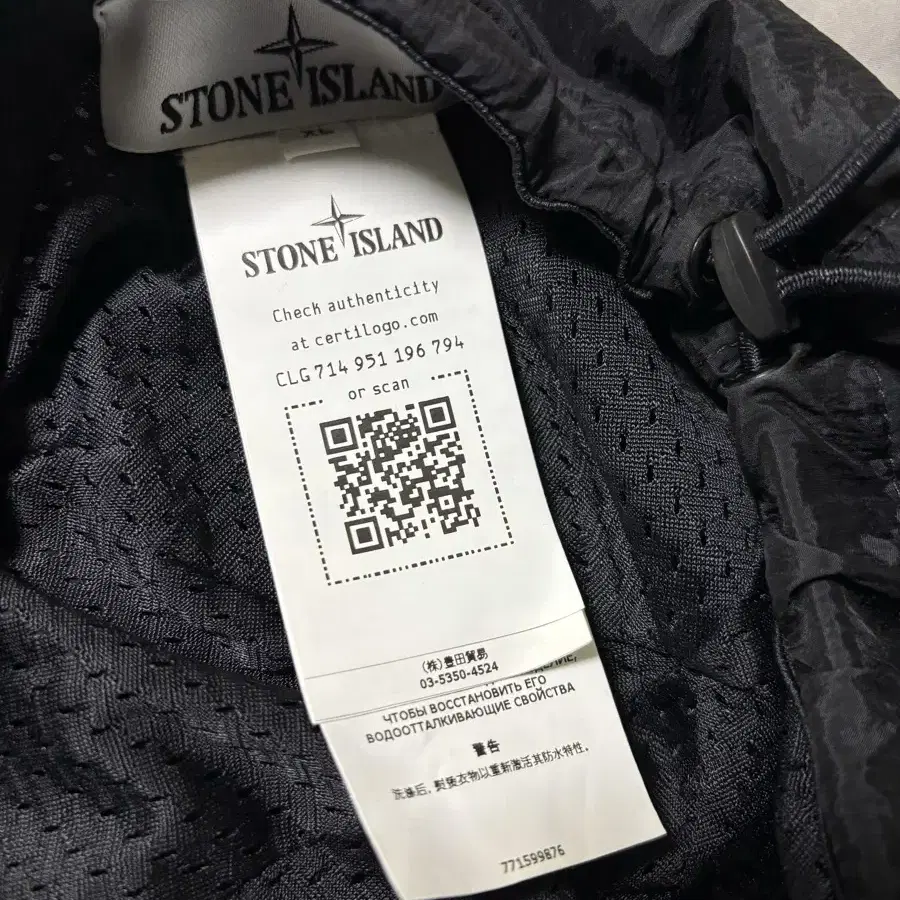 STONE ISLAND
XL
STONE ISLAND
Check authenticity
at certilogo.com
CLG 714 951 196 794
or scan
(株)豊田貿易
03-5350-4524
ЧТОБЫ ВОССТАНОВИТЬ ЕГО
ВОДООТТАЛКИВАЮЩИЕ СВОЙСТВА
警告
洗涤后, 熨烫衣物以重新激活其防水特性。
771599876